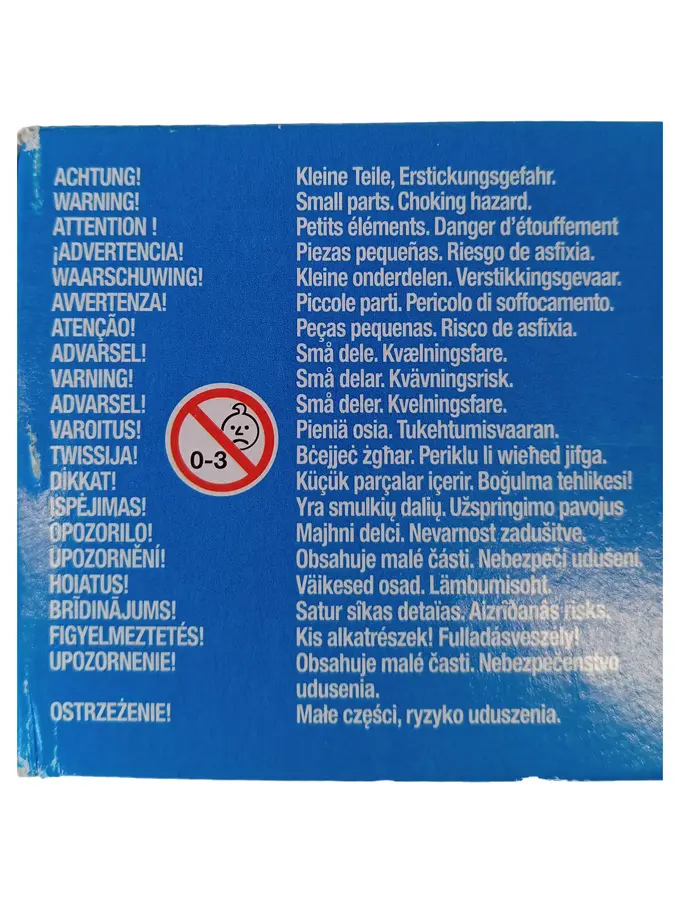 ACHTUNG! Kleine Teile, Erstickungsgefahr.
WARNING! Small parts. Choking hazard.
ATTENTION ! Petits éléments. Danger d'étouffement
¡ADVERTENCIA! Piezas pequeñas. Riesgo de asfixia.
WAARSCHUWING! Kleine onderdelen. Verstikkingsgevaar.
AVVERTENZA! Piccole parti. Pericolo di soffocamento.
ATENÇÃO! Peças pequenas. Risco de asfixia.
ADVARSEL! Små dele. Kvælningsfare.
VARNING! Små delar. Kvävningsrisk.
ADVARSEL! Små deler. Kvelningsfare.
VAROITUS! Pieniä osia. Tukehtumisvaaran.
TWISSIJA! Bċejjeċ żgħar. Periklu li wieħed jifga.
0-3
DİKKAT! Küçük parçalar içerir. Boğulma tehlikesi!
ĮSPĖJIMAS! Yra smulkių dalių. Užspringimo pavojus
OPOZORILO! Majhni delci. Nevarnost zadušitve.
UPOZORNĚNÍ! Obsahuje malé části. Nebezpečí udušení
HOIATUS! Väikesed osad. Lämbumisoht
BRĪDINĀJUMS! Satur sīkas detaļas. Aizrīšanās risks.
FIGYELMEZTETÉS! Kis alkatrészek! Fulladásveszély!
UPOZORNENIE! Obsahuje malé časti. Nebezpečenstvo
udusenia.
OSTRZEŻENIE! Małe części, ryzyko uduszenia.